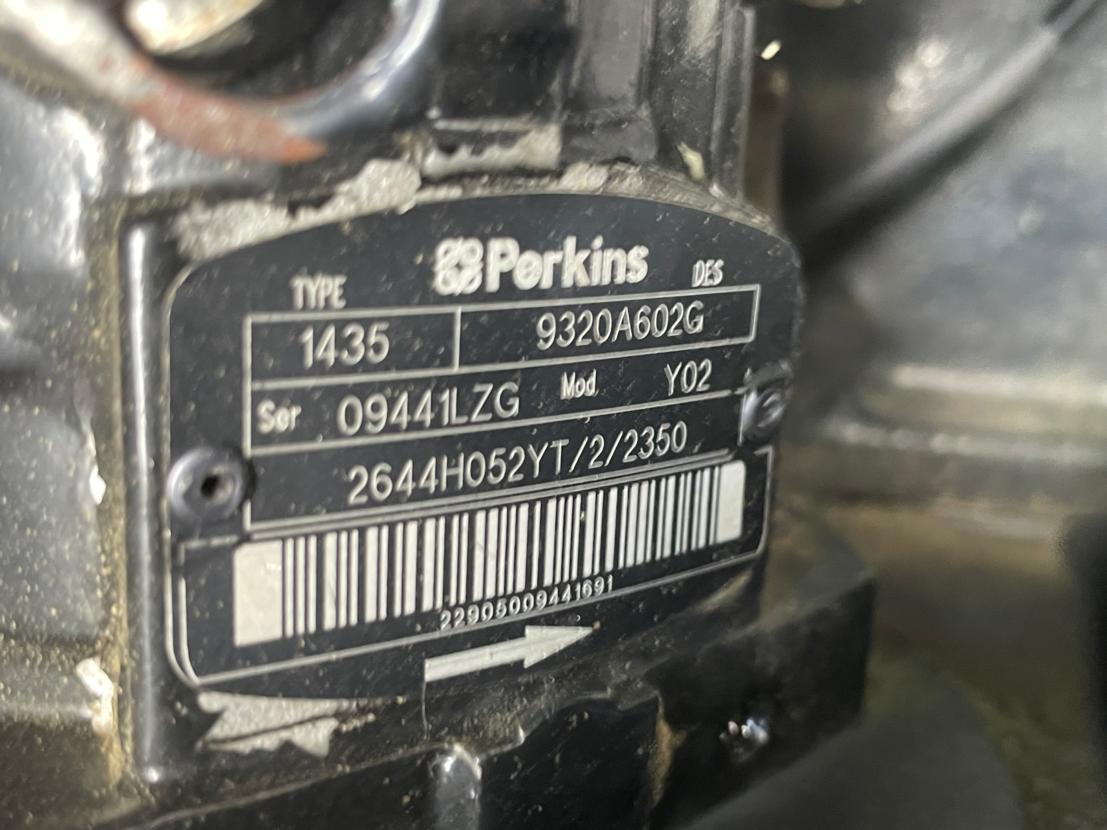 Perkins
TYPE DES
1435 9320A602G
Ser 09441LZG Mod Y02
2644H052YT/2/2350
22905009441691